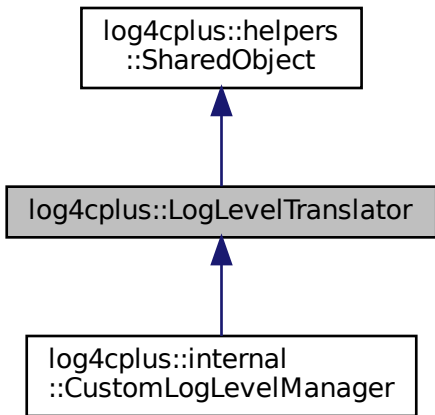 log4cplus::helpers
::SharedObject
log4cplus::LogLevelTranslator
log4cplus::internal
::CustomLogLevelManager